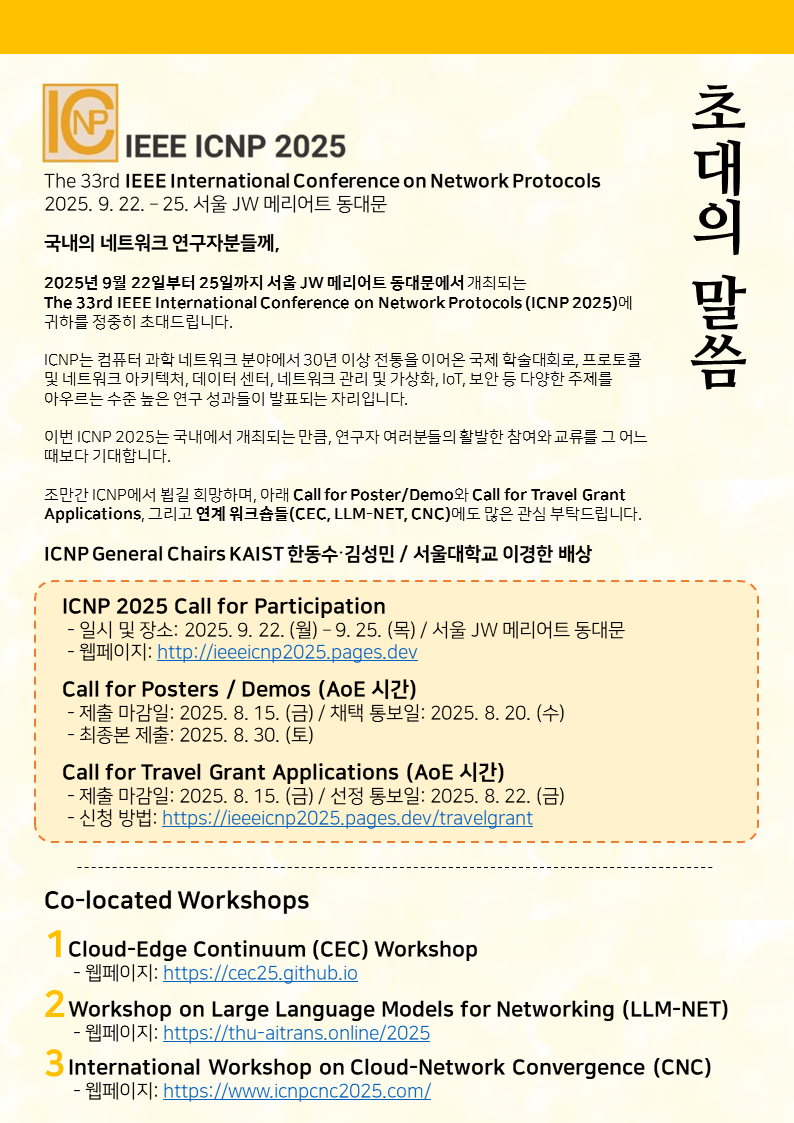 ICNP
IEEE ICNP 2025
초대의 말씀
The 33rd IEEE International Conference on Network Protocols
2025. 9. 22. – 25. 서울 JW 메리어트 동대문
국내의 네트워크 연구자분들께,
2025년 9월 22일부터 25일까지 서울 JW 메리어트 동대문에서 개최되는
The 33rd IEEE International Conference on Network Protocols (ICNP 2025)에
귀하를 정중히 초대드립니다.
ICNP는 컴퓨터 과학 네트워크 분야에서 30년 이상 전통을 이어온 국제 학술대회로, 프로토콜
및 네트워크 아키텍처, 데이터 센터, 네트워크 관리 및 가상화, IoT, 보안 등 다양한 주제를
아우르는 수준 높은 연구 성과들이 발표되는 자리입니다.
이번 ICNP 2025는 국내에서 개최되는 만큼, 연구자 여러분들의 활발한 참여와 교류를 그 어느
때보다 기대합니다.
조만간 ICNP에서 뵙길 희망하며, 아래 Call for Poster/Demo와 Call for Travel Grant
Applications, 그리고 연계 워크숍들(CEC, LLM-NET, CNC)에도 많은 관심 부탁드립니다.
ICNP General Chairs KAIST 한동수·김성민 / 서울대학교 이경한 배상
ICNP 2025 Call for Participation
- 일시 및 장소: 2025. 9. 22. (월) – 9. 25. (목) / 서울 JW 메리어트 동대문
- 웹페이지: http://ieeeicnp2025.pages.dev
Call for Posters / Demos (AoE 시간)
- 제출 마감일: 2025. 8. 15. (금) / 채택 통보일: 2025. 8. 20. (수)
- 최종본 제출: 2025. 8. 30. (토)
Call for Travel Grant Applications (AoE 시간)
- 제출 마감일: 2025. 8. 15. (금) / 선정 통보일: 2025. 8. 22. (금)
- 신청 방법: https://ieeeicnp2025.pages.dev/travelgrant
Co-located Workshops
1 Cloud-Edge Continuum (CEC) Workshop
- 웹페이지: https://cec25.github.io
2 Workshop on Large Language Models for Networking (LLM-NET)
- 웹페이지: https://thu-aitrans.online/2025
3 International Workshop on Cloud-Network Convergence (CNC)
- 웹페이지: https://www.icnpcnc2025.com/